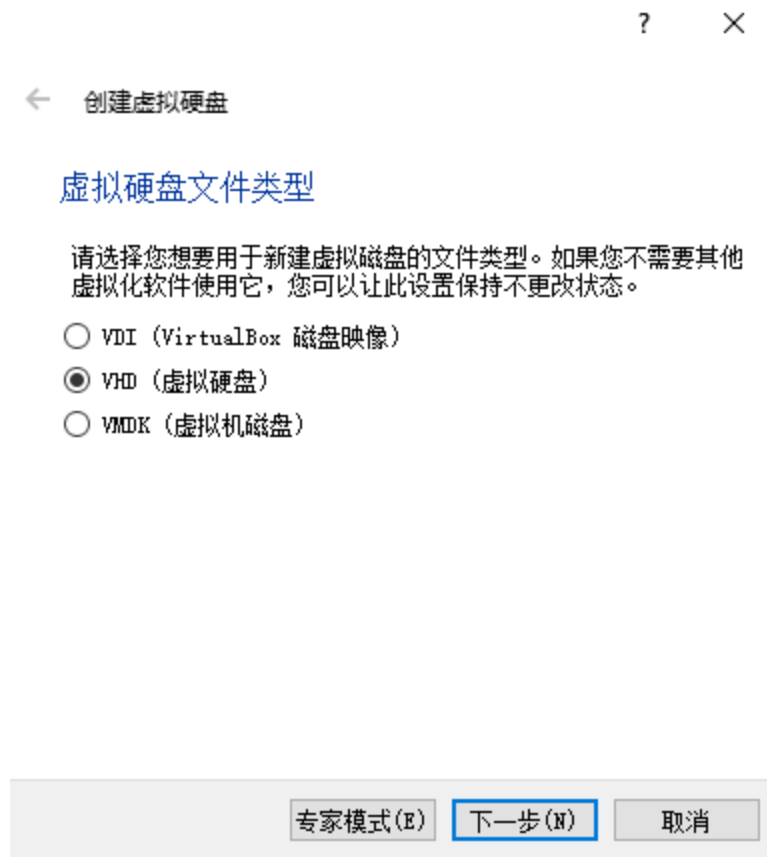 ?
创建虚拟硬盘
虚拟硬盘文件类型
请选择您想要用于新建虚拟磁盘的文件类型。如果您不需要其他
虚拟化软件使用它，您可以让此设置保持不更改状态。
VDI (VirtualBox 磁盘映像)
VHD (虚拟硬盘)
VMDK (虚拟机磁盘)
专家模式(E) 下一步(N) 取消